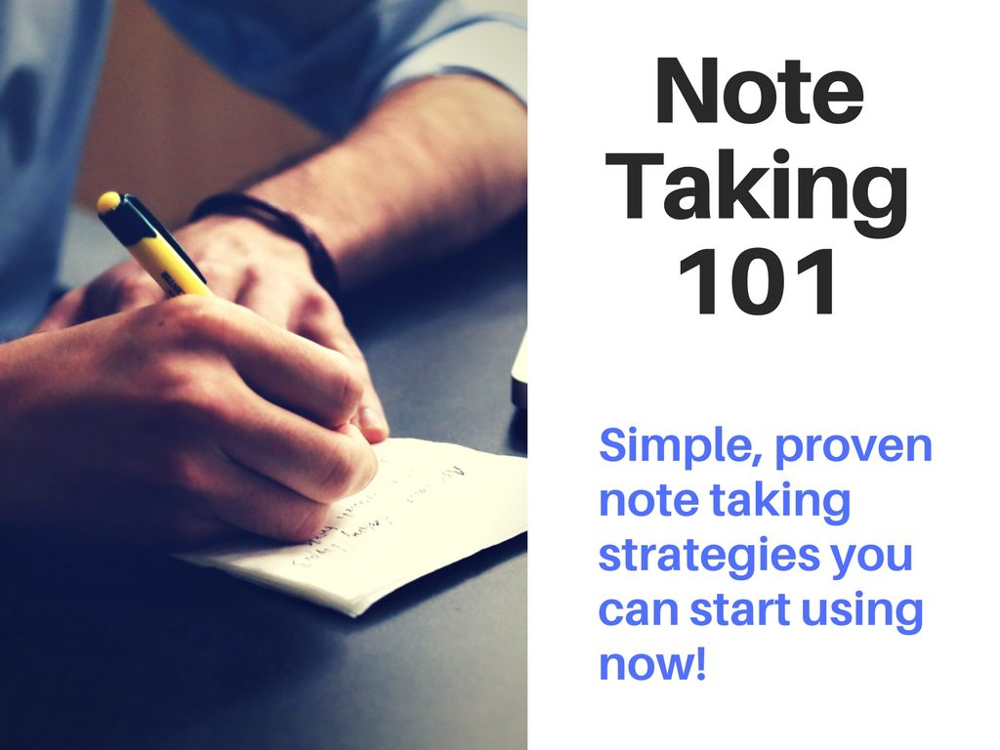 Note
Taking
101
Simple, proven
note taking
strategies you
can start using
now!